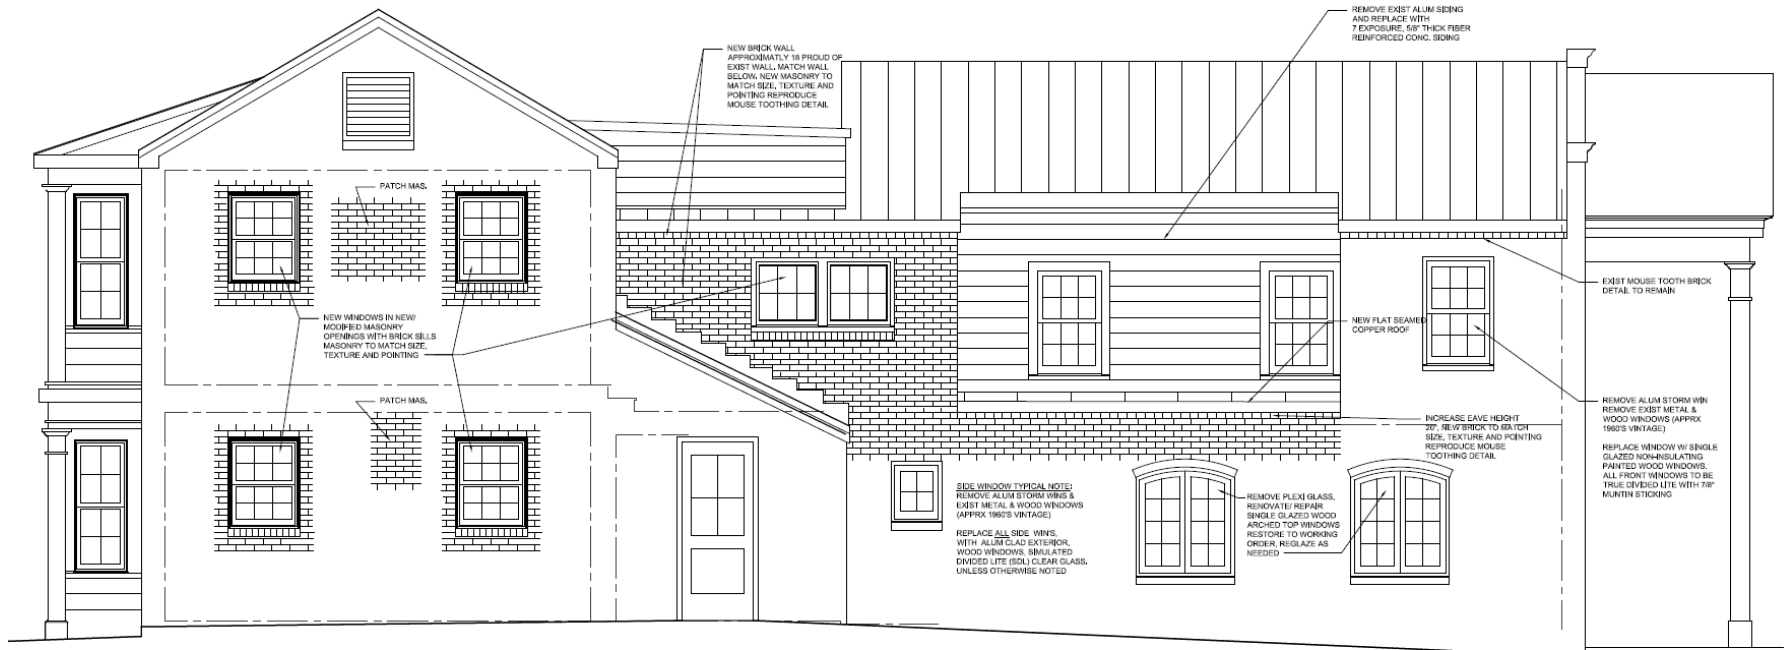 REMOVE EXIST ALUM SIDING
AND REPLACE WITH
7 EXPOSURE, 5/8" THICK FIBER
REINFORCED CONC. SIDING
NEW BRICK WALL
APPROXIMATLY 18 PROUD OF
EXIST WALL. MATCH WALL
BELOW. NEW MASONRY TO
MATCH SIZE, TEXTURE AND
POINTING REPRODUCE
MOUSE TOOTHING DETAIL
PATCH MAS.
NEW WINDOWS IN NEW/
MODIFIED MASONRY
OPENINGS WITH BRICK SILLS
MASONRY TO MATCH SIZE,
TEXTURE AND POINTING
PATCH MAS.
EXIST MOUSE TOOTH BRICK
DETAIL TO REMAIN
NEW FLAT SEAMED
COPPER ROOF
INCREASE EAVE HEIGHT
20", NEW BRICK TO MATCH
SIZE, TEXTURE AND POINTING
REPRODUCE MOUSE
TOOTHING DETAIL
REMOVE ALUM STORM WIN
REMOVE EXIST METAL &
WOOD WINDOWS (APPRX
1960'S VINTAGE)
REPLACE WINDOW W/ SINGLE
GLAZED NON-INSULATING
PAINTED WOOD WINDOWS.
ALL FRONT WINDOWS TO BE
TRUE DIVIDED LITE WITH 7/8"
MUNTIN STICKING
SIDE WINDOW TYPICAL NOTE:
REMOVE ALUM STORM WINS &
EXIST METAL & WOOD WINDOWS
(APPRX 1960'S VINTAGE)
REPLACE ALL SIDE WIN'S,
WITH ALUM CLAD EXTERIOR,
WOOD WINDOWS, SIMULATED
DIVIDED LITE (SDL) CLEAR GLASS.
UNLESS OTHERWISE NOTED
REMOVE PLEXI GLASS,
RENOVATE/ REPAIR
SINGLE GLAZED WOOD
ARCHED TOP WINDOWS
RESTORE TO WORKING
ORDER, REGLAZE AS
NEEDED